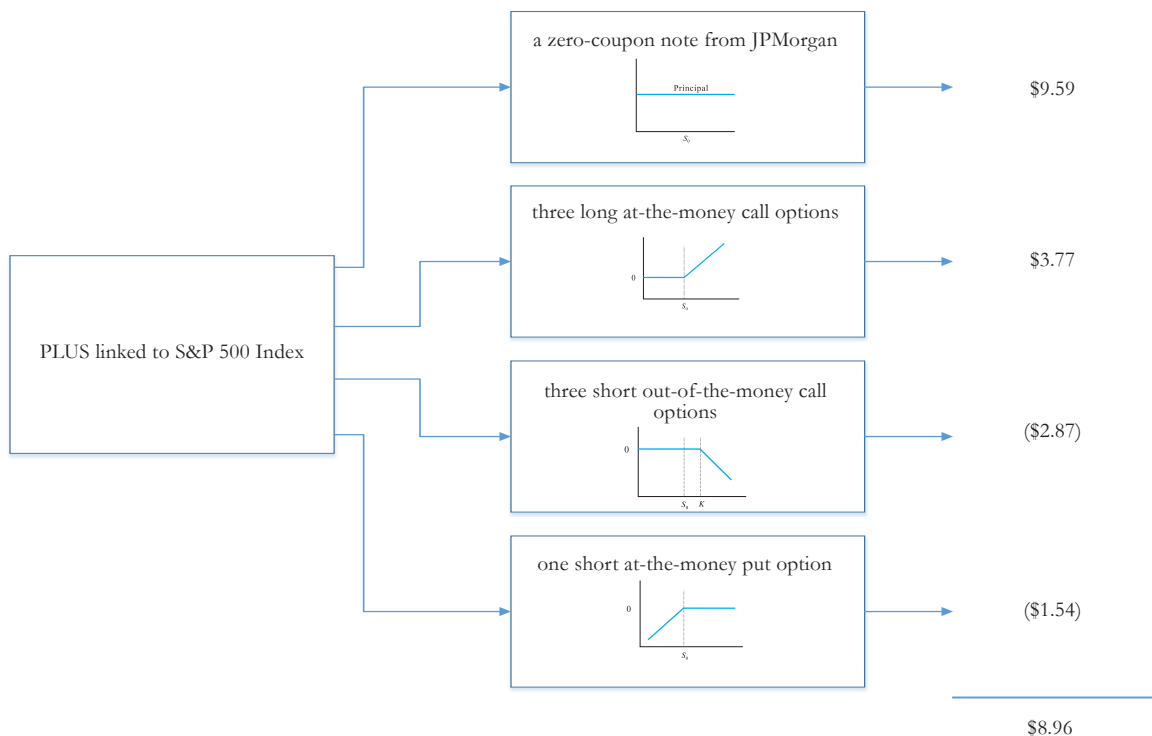 a zero-coupon note from JPMorgan
Principal
S0
$9.59
three long at-the-money call options
0
S0
$3.77
PLUS linked to S&P 500 Index
three short out-of-the-money call
options
0
S0 K
($2.87)
one short at-the-money put option
0
S0
($1.54)
$8.96